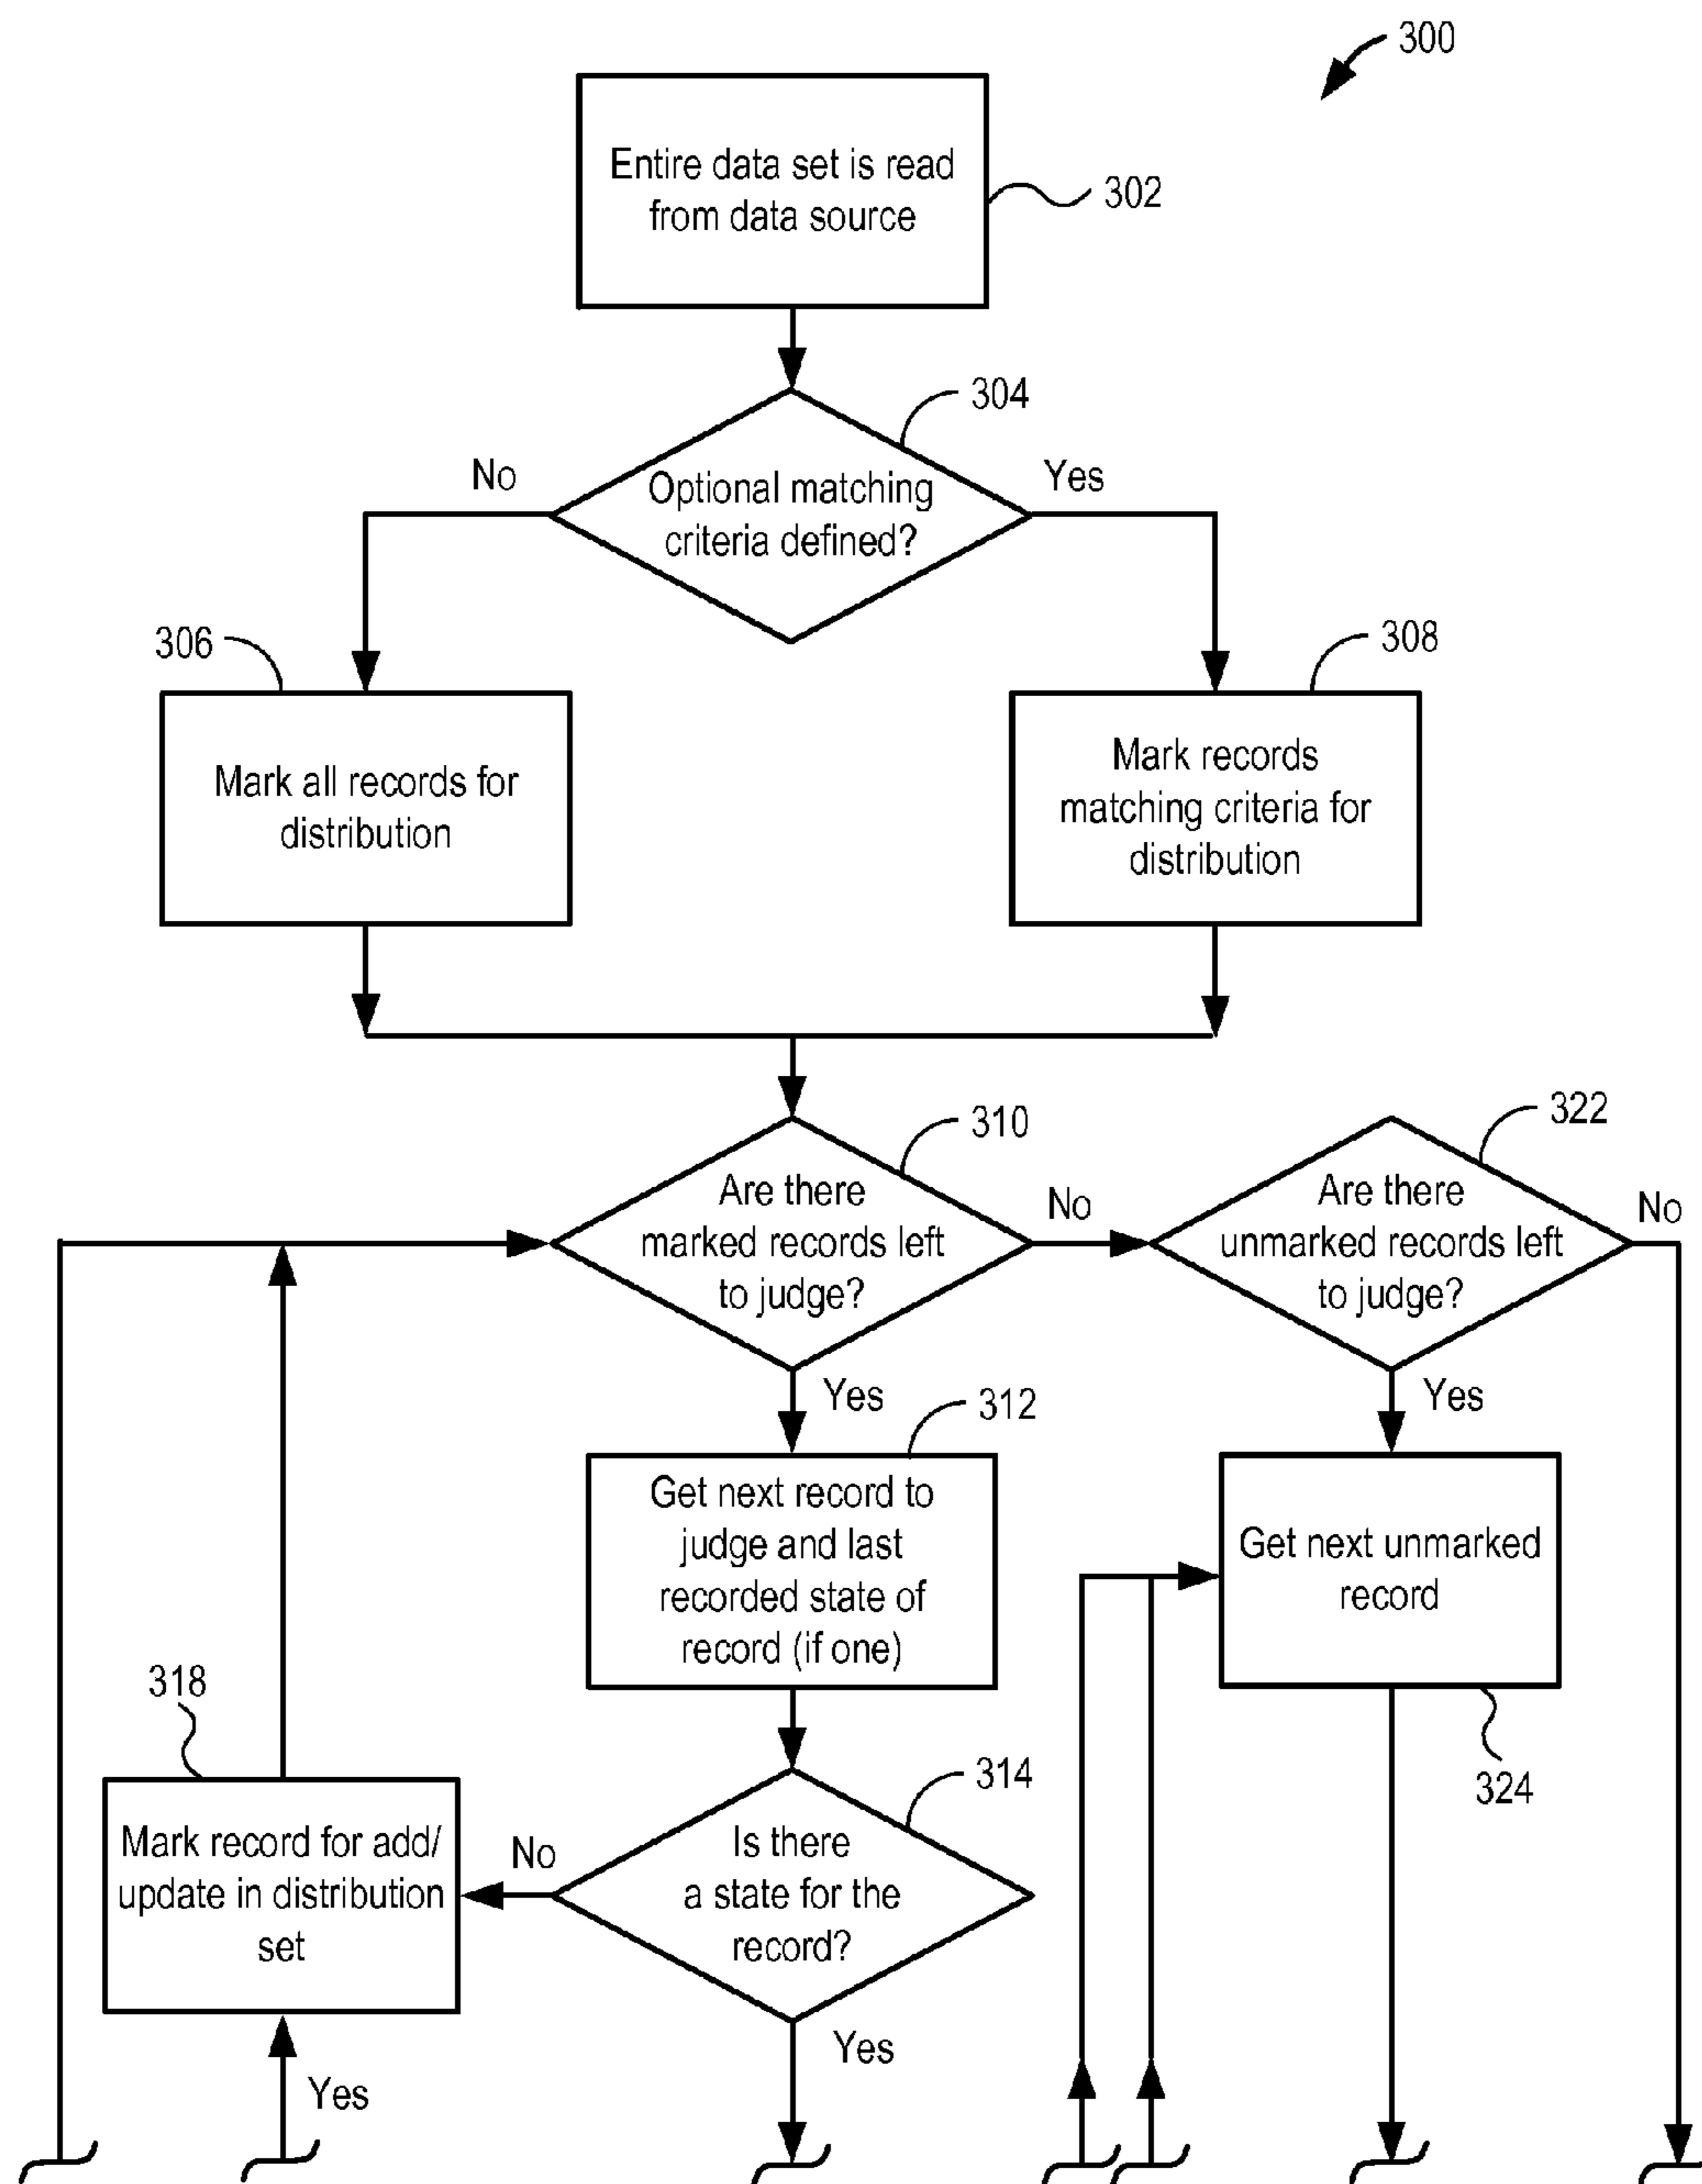 300
Entire data set is read
from data source
302
304
No
Optional matching
criteria defined?
Yes
306
308
Mark all records for
distribution
Mark records
matching criteria for
distribution
310
322
Are there
marked records left
to judge?
No
Are there
unmarked records left
to judge?
No
Yes
312
Yes
Get next record to
judge and last
recorded state of
record (if one)
Get next unmarked
record
318
314
324
Mark record for add/
update in distribution
set
No
Is there
a state for the
record?
Yes
Yes